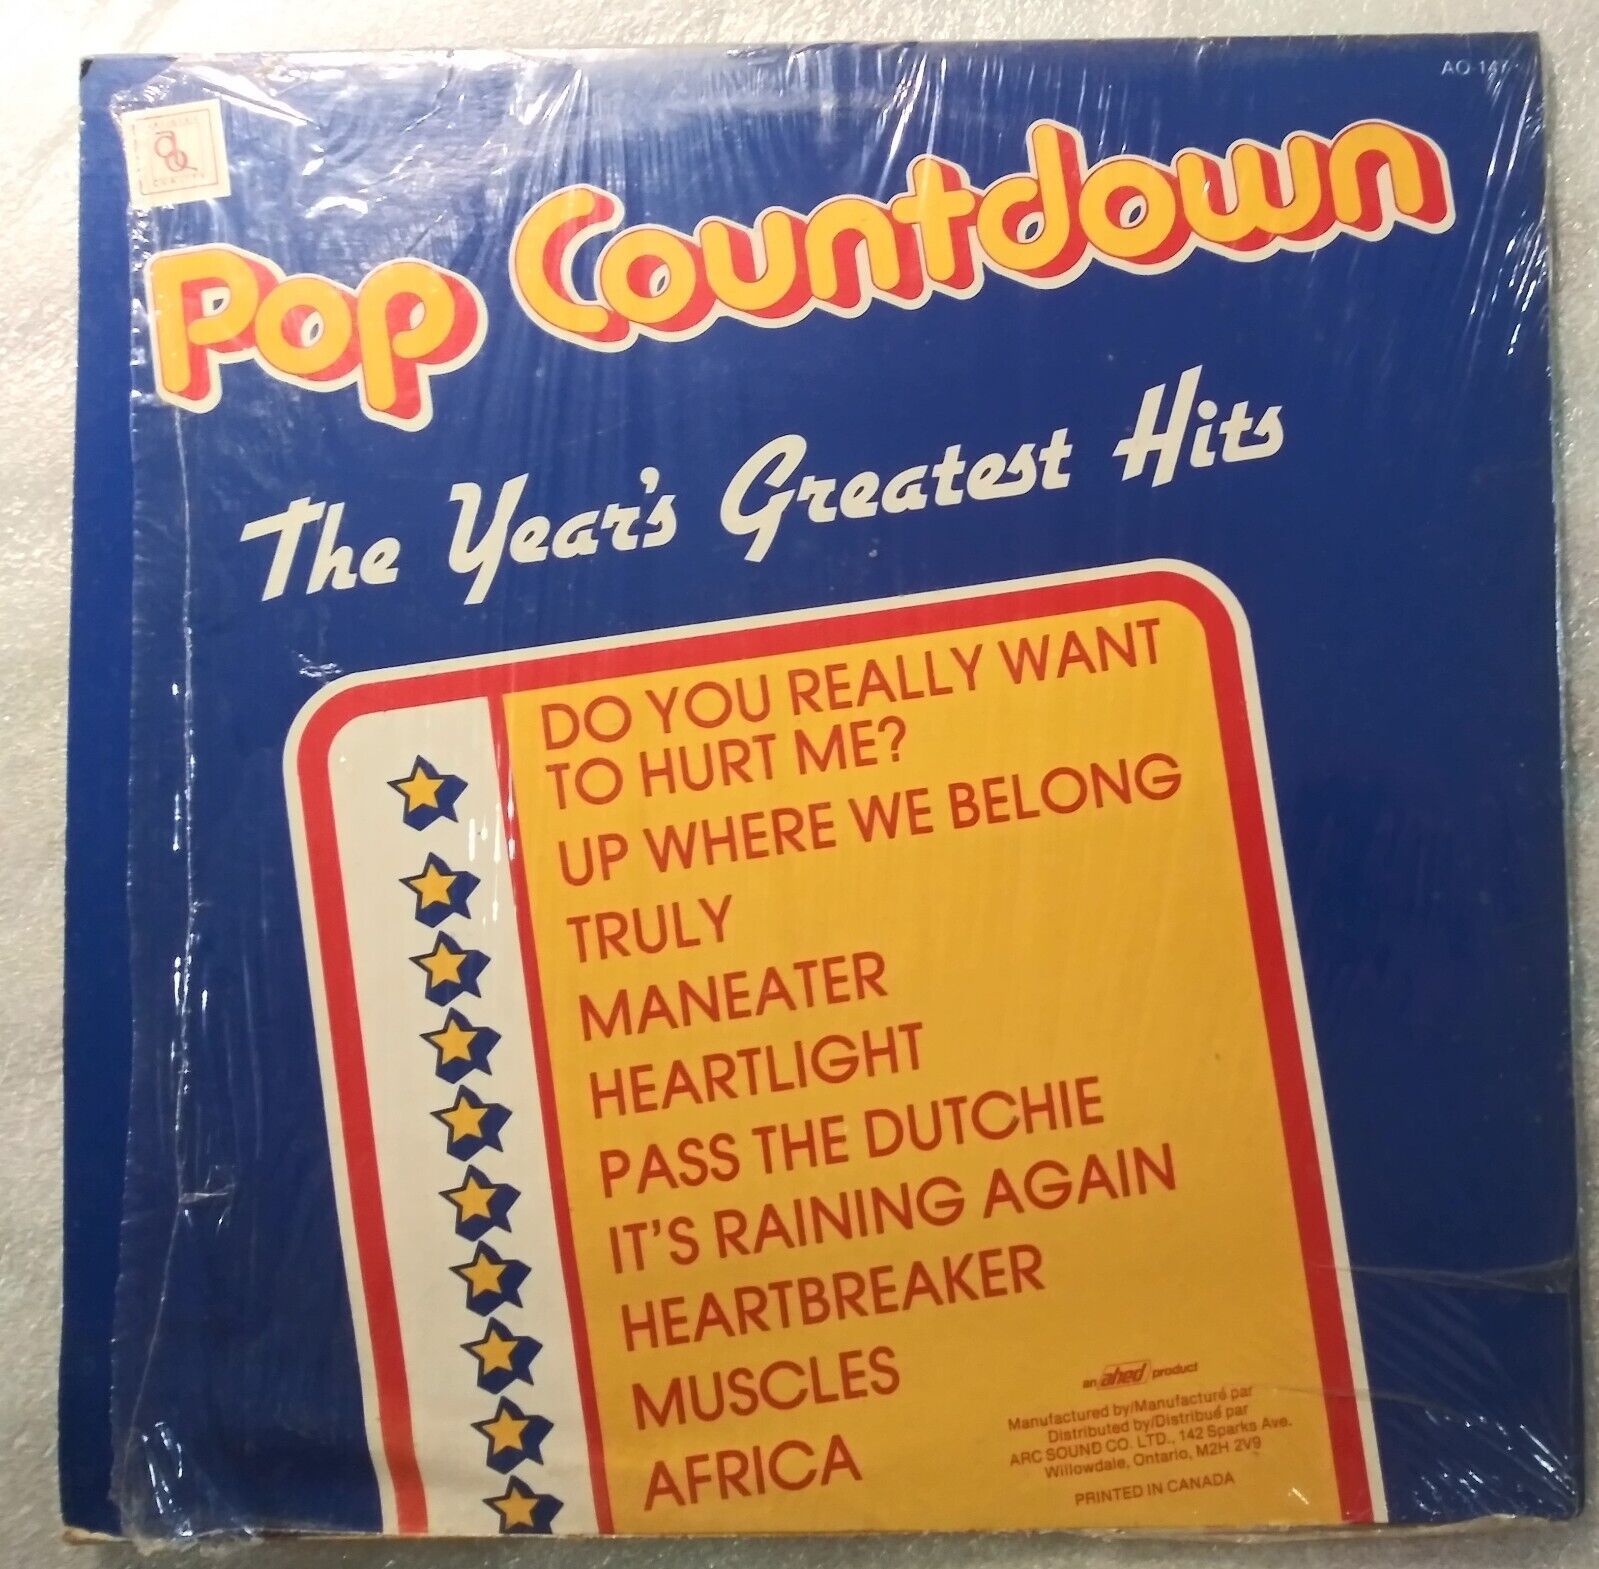 Pop Countdown
The Year's Greatest Hits
DO YOU REALLY WANT
TO HURT ME?
UP WHERE WE BELONG
TRULY
MANEATER
HEARTLIGHT
PASS THE DUTCHIE
IT'S RAINING AGAIN
HEARTBREAKER
MUSCLES
AFRICA
an ahed product
Manufactured by/Manufacturé par
Distributed by/Distribué par
ARC SOUND CO. LTD., 142 Sparks Ave.
Willowdale, Ontario, M2H 2V9
PRINTED IN CANADA